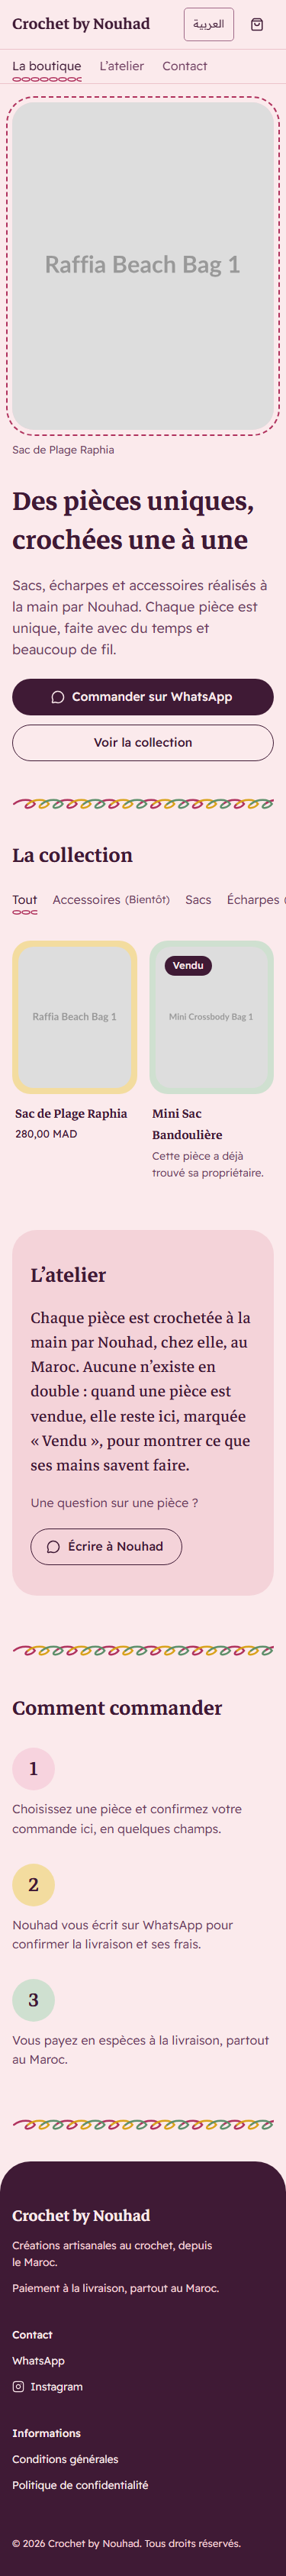 Crochet by Nouhad
العربية
La boutique L’atelier Contact
Raffia Beach Bag 1
Sac de Plage Raphia
Des pièces uniques,
crochées une à une
Sacs, écharpes et accessoires réalisés à
la main par Nouhad. Chaque pièce est
unique, faite avec du temps et
beaucoup de fil.
Commander sur WhatsApp
Voir la collection
La collection
Tout Accessoires (Bientôt) Sacs Écharpes (
Raffia Beach Bag 1
Sac de Plage Raphia
280,00 MAD
Vendu
Mini Crossbody Bag 1
Mini Sac
Bandoulière
Cette pièce a déjà
trouvé sa propriétaire.
L’atelier
Chaque pièce est crochetée à la
main par Nouhad, chez elle, au
Maroc. Aucune n’existe en
double : quand une pièce est
vendue, elle reste ici, marquée
« Vendu », pour montrer ce que
ses mains savent faire.
Une question sur une pièce ?
Écrire à Nouhad
Comment commander
1
Choisissez une pièce et confirmez votre
commande ici, en quelques champs.
2
Nouhad vous écrit sur WhatsApp pour
confirmer la livraison et ses frais.
3
Vous payez en espèces à la livraison, partout
au Maroc.
Crochet by Nouhad
Créations artisanales au crochet, depuis
le Maroc.
Paiement à la livraison, partout au Maroc.
Contact
WhatsApp
Instagram
Informations
Conditions générales
Politique de confidentialité
© 2026 Crochet by Nouhad. Tous droits réservés.